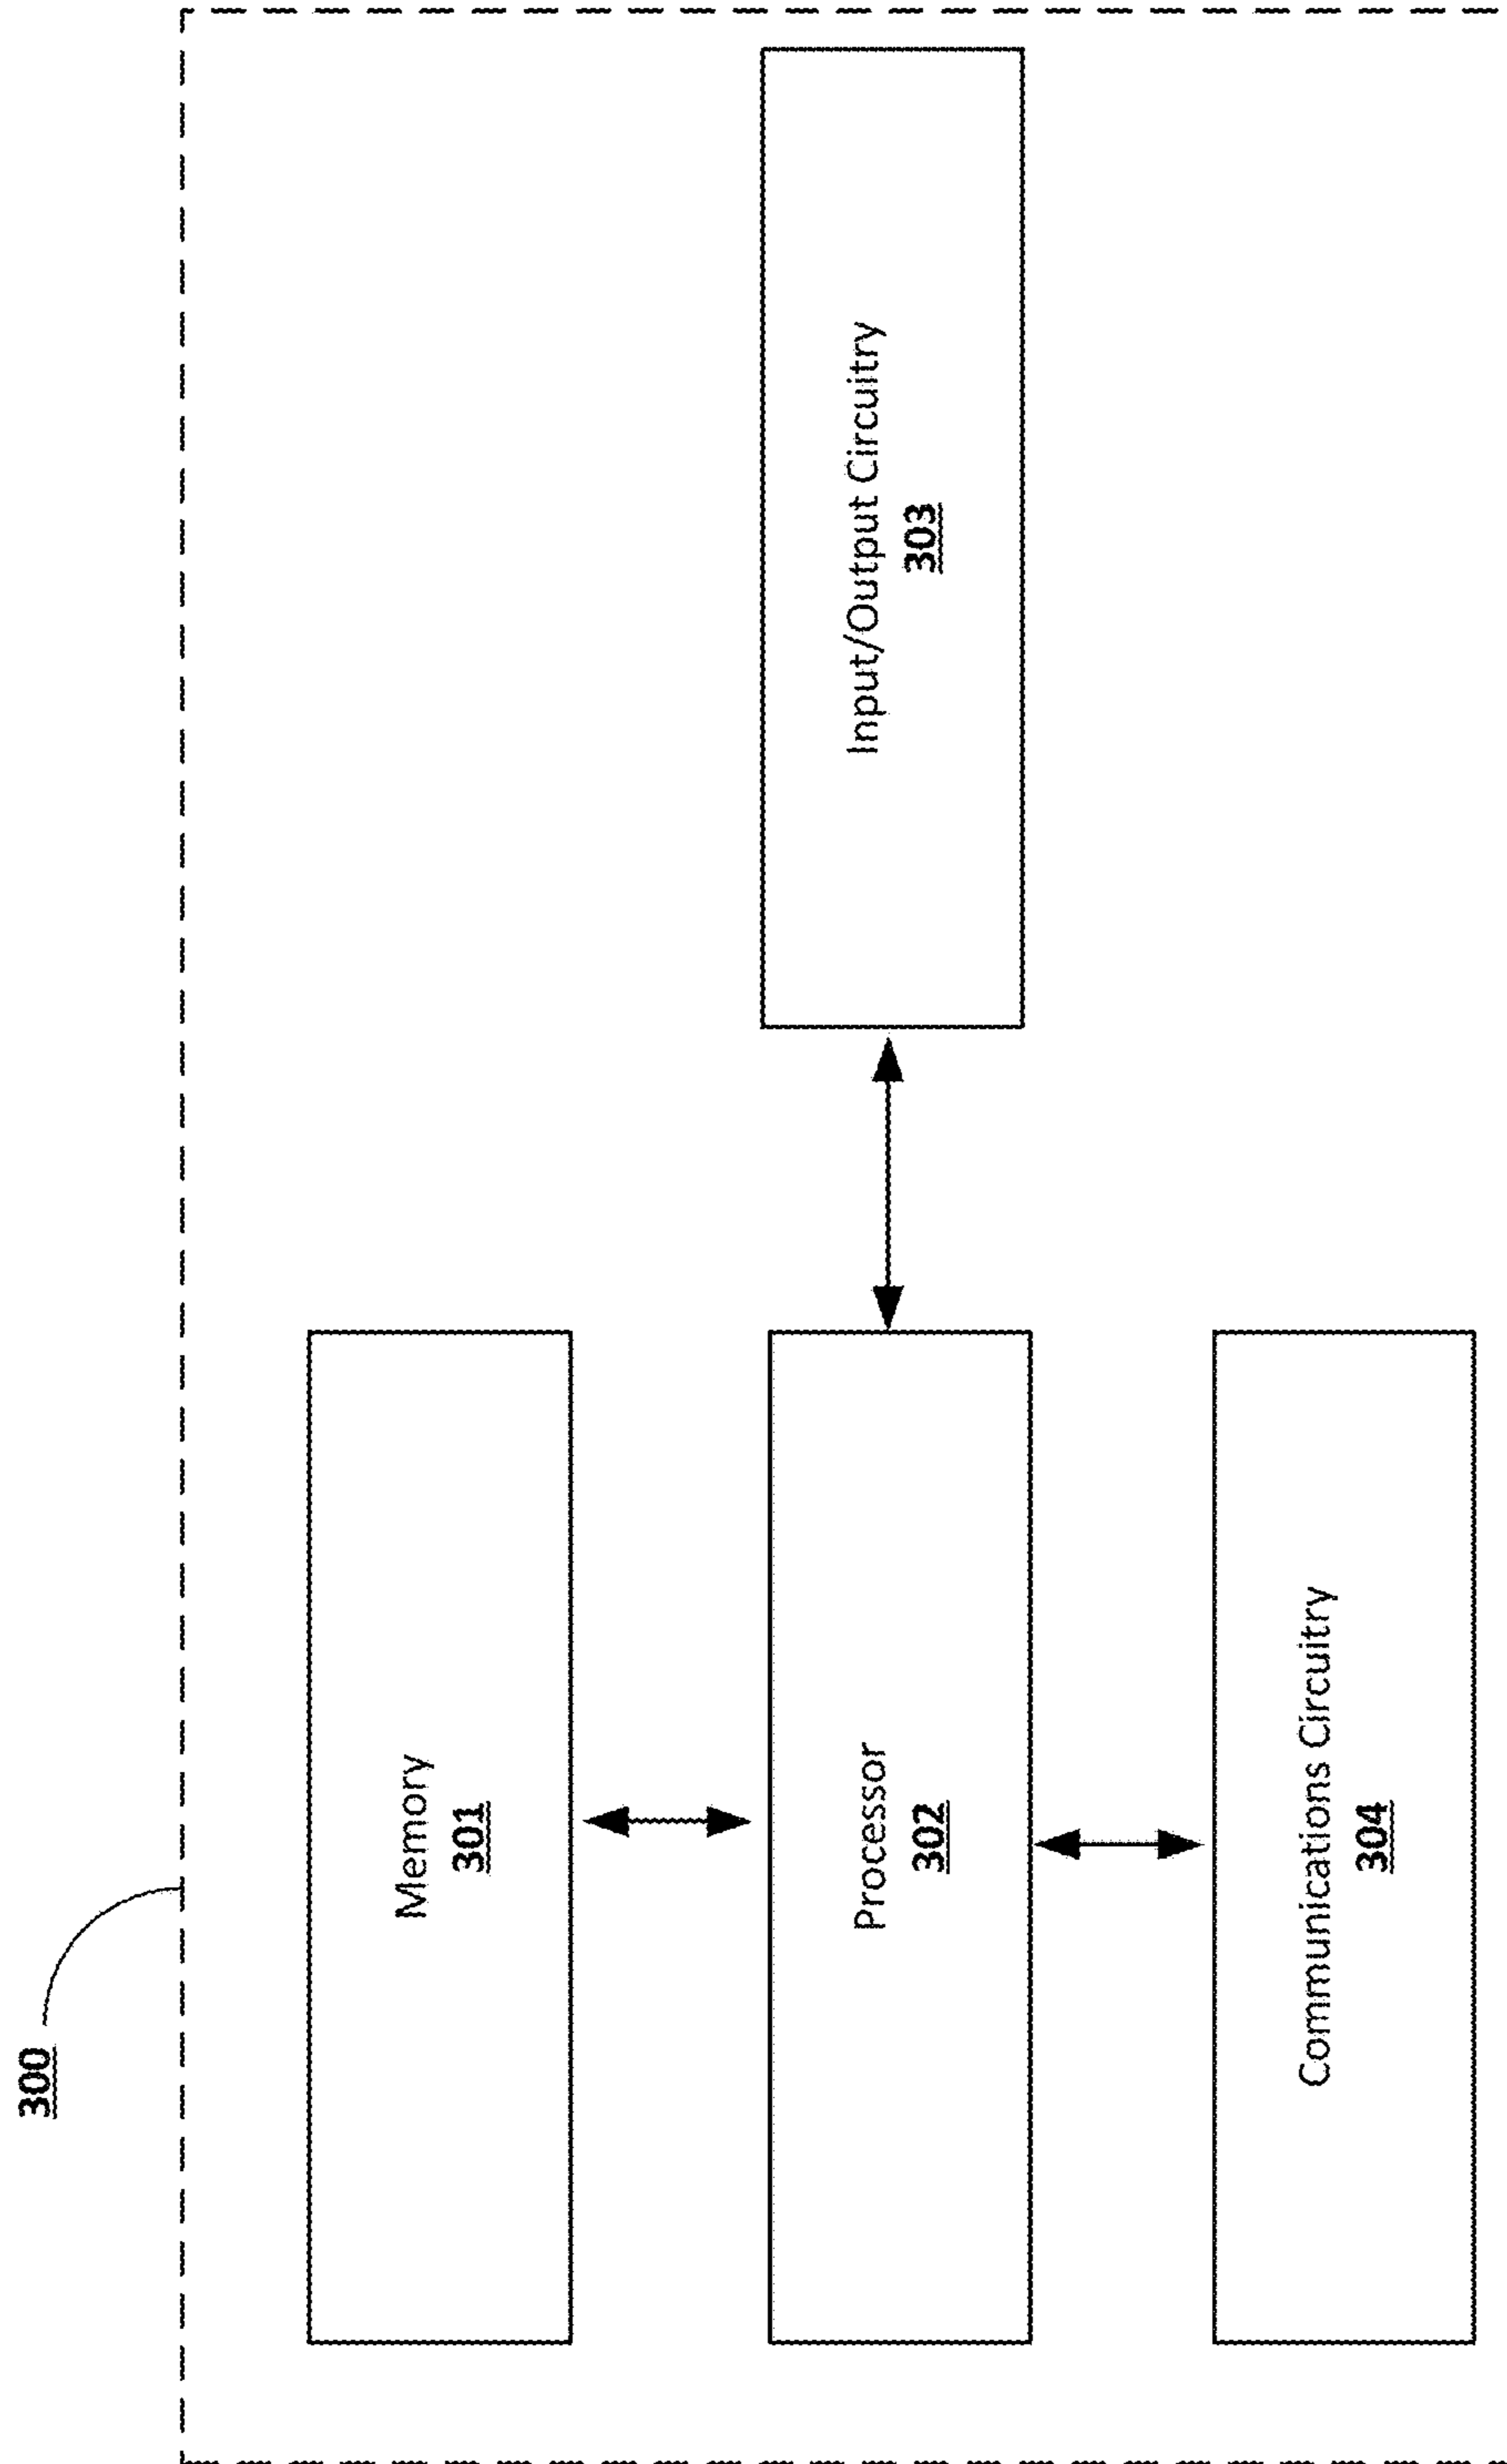 300
Memory
301
Processor
302
Input/Output Circuitry
303
Communications Circuitry
304